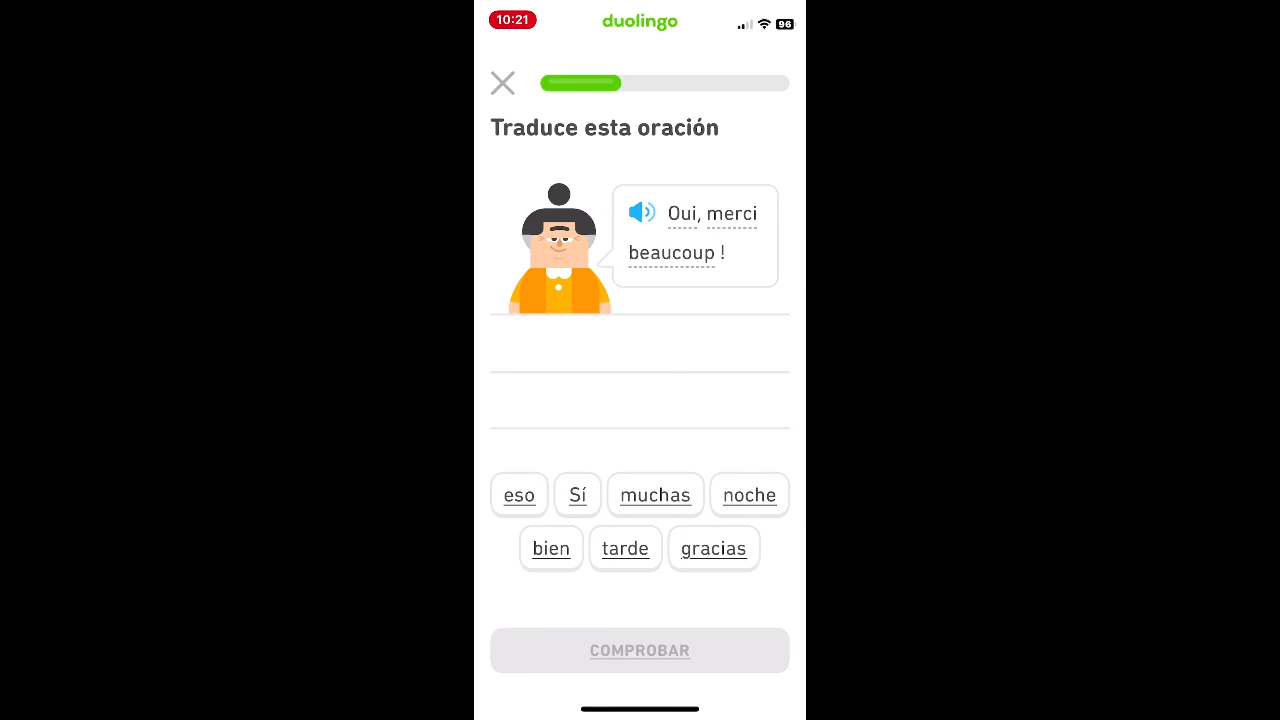 10:21
duolingo
96
Traduce esta oración
Oui, merci
beaucoup !
eso Sí muchas noche
bien tarde gracias
COMPROBAR